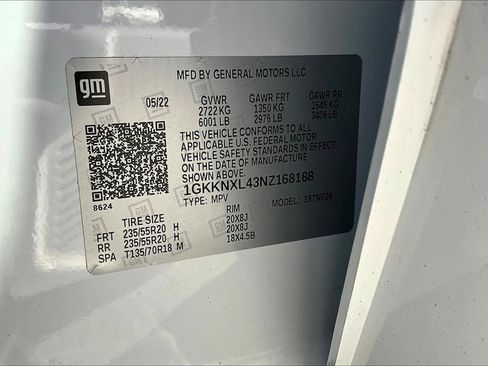 gm
MFD BY GENERAL MOTORS LLC
05/22 GVWR GAWR FRT GAWR RR
2722 KG 1350 KG 1545 KG
6001 LB 2976 LB 3406 LB
THIS VEHICLE CONFORMS TO ALL
APPLICABLE U.S. FEDERAL MOTOR
VEHICLE SAFETY STANDARDS IN
EFFECT ON THE DATE OF MANUFACTURE
SHOWN ABOVE.
1GKKNXL43NZ168188
TYPE: MPV MODEL: 3BTNF26
8624
TIRE SIZE RIM
FRT 235/55R20 H 20X8J
RR 235/55R20 H 20X8J
SPA T135/70R18 M 18X4.5B